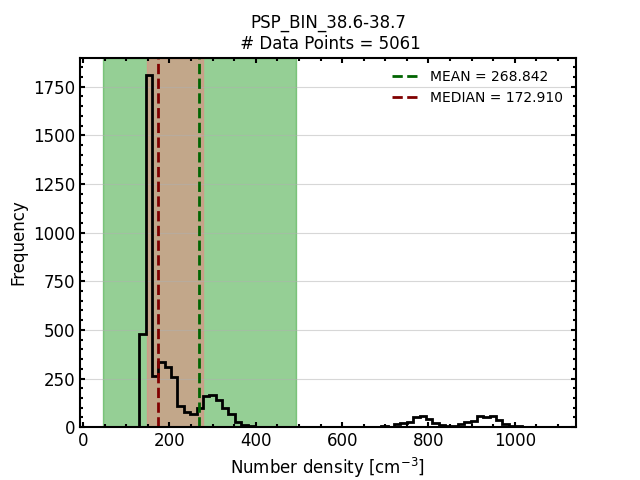 PSP_BIN_38.6-38.7
# Data Points = 5061
MEAN = 268.842
MEDIAN = 172.910
1750
1500
1250
1000
750
500
250
0
Frequency
0 200 400 600 800 1000
Number density [cm⁻³]